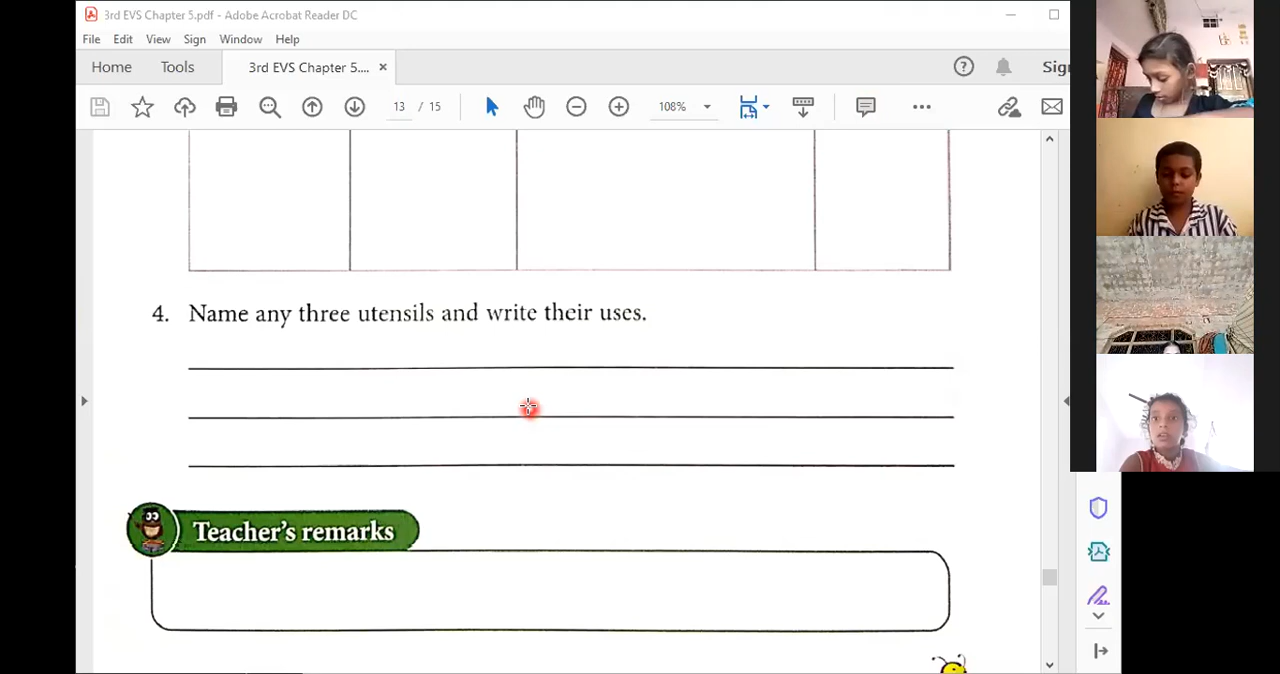 3rd EVS Chapter 5.pdf - Adobe Acrobat Reader DC
File Edit View Sign Window Help
Home Tools 3rd EVS Chapter 5.... × Sign
13 / 15 108%
4. Name any three utensils and write their uses.
Teacher's remarks